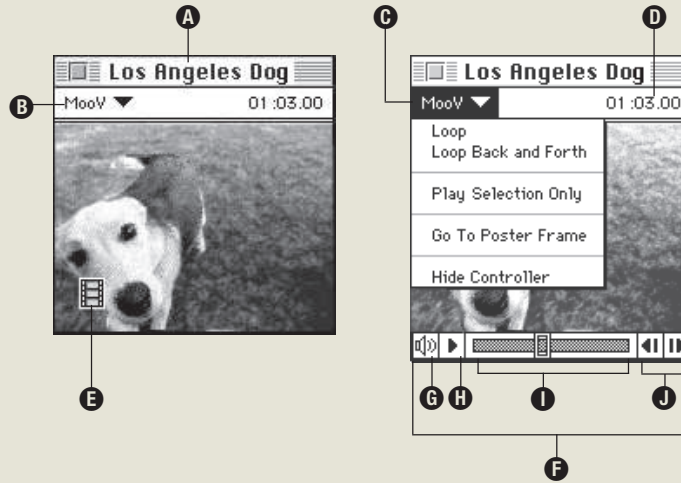 A
C
D
Los Angeles Dog
Los Angeles Dog
B
MooV
01:03.00
MooV
01:03.00
Loop
Loop Back and Forth
Play Selection Only
Go To Poster Frame
Hide Controller
E
G
H
I
J
F